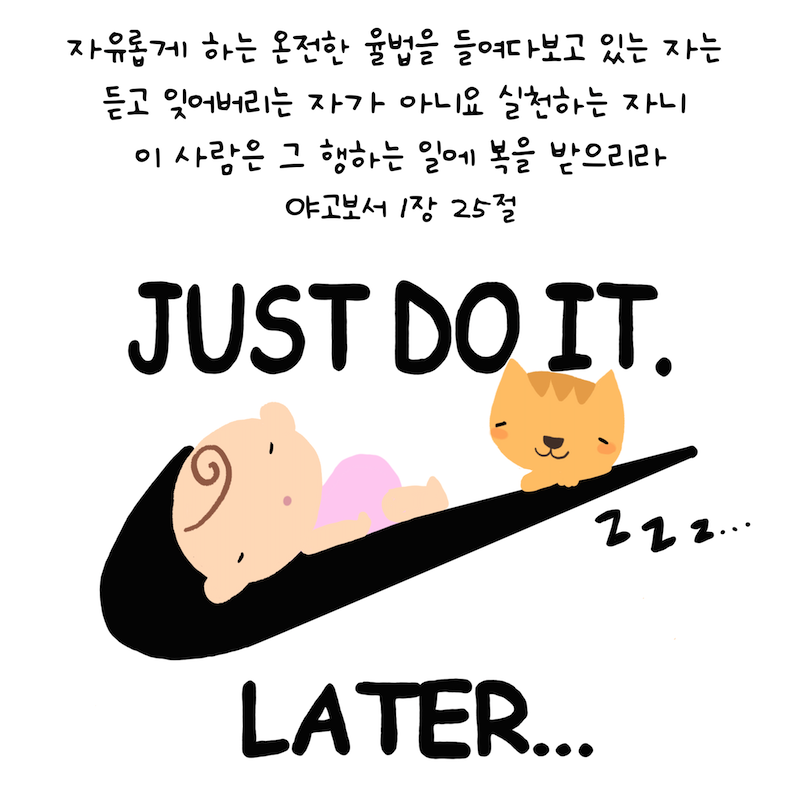 자유롭게 하는 온전한 율법을 들여다보고 있는 자는
듣고 잊어버리는 자가 아니요 실천하는 자니
이 사람은 그 행하는 일에 복을 받으리라
야고보서 1장 25절
JUST DO IT.
z z z...
LATER...